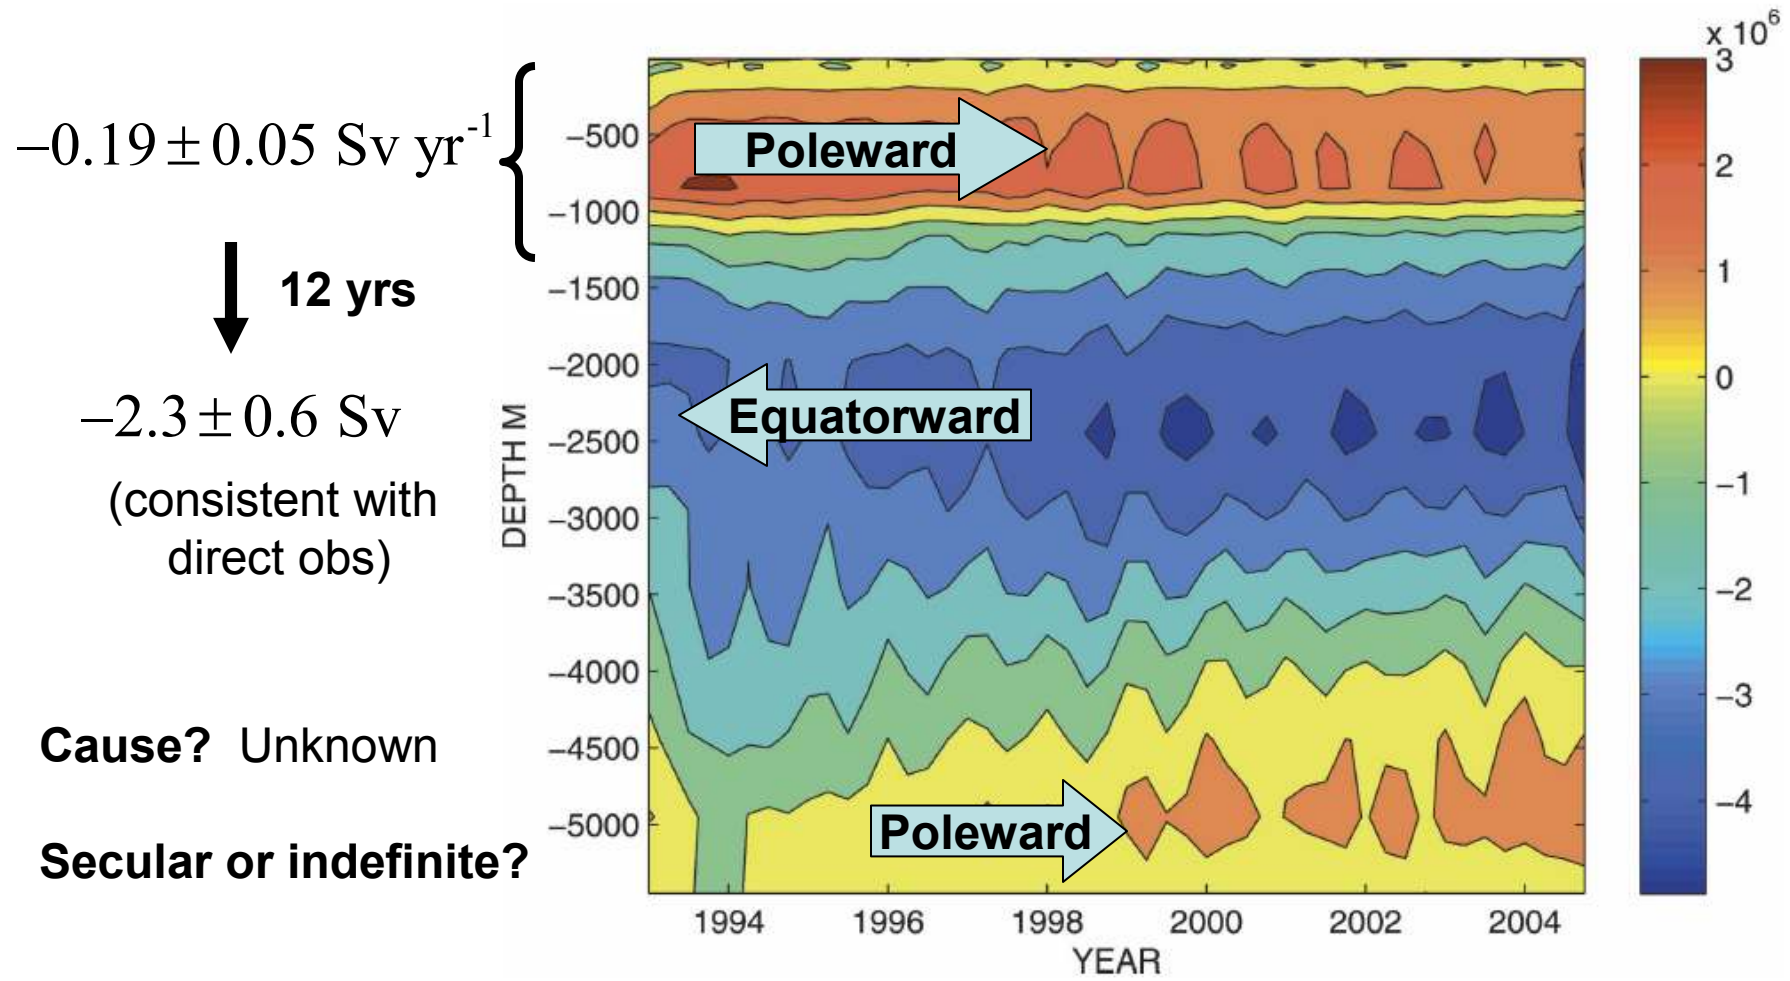 −0.19 ± 0.05 Sv yr-1
12 yrs
−2.3 ± 0.6 Sv
(consistent with
direct obs)
Cause? Unknown
Secular or indefinite?
DEPTH M
−500
−1000
−1500
−2000
−2500
−3000
−3500
−4000
−4500
−5000
Poleward
Equatorward
Poleward
1994 1996 1998 2000 2002 2004
YEAR
x 10^6
3
2
1
0
−1
−2
−3
−4